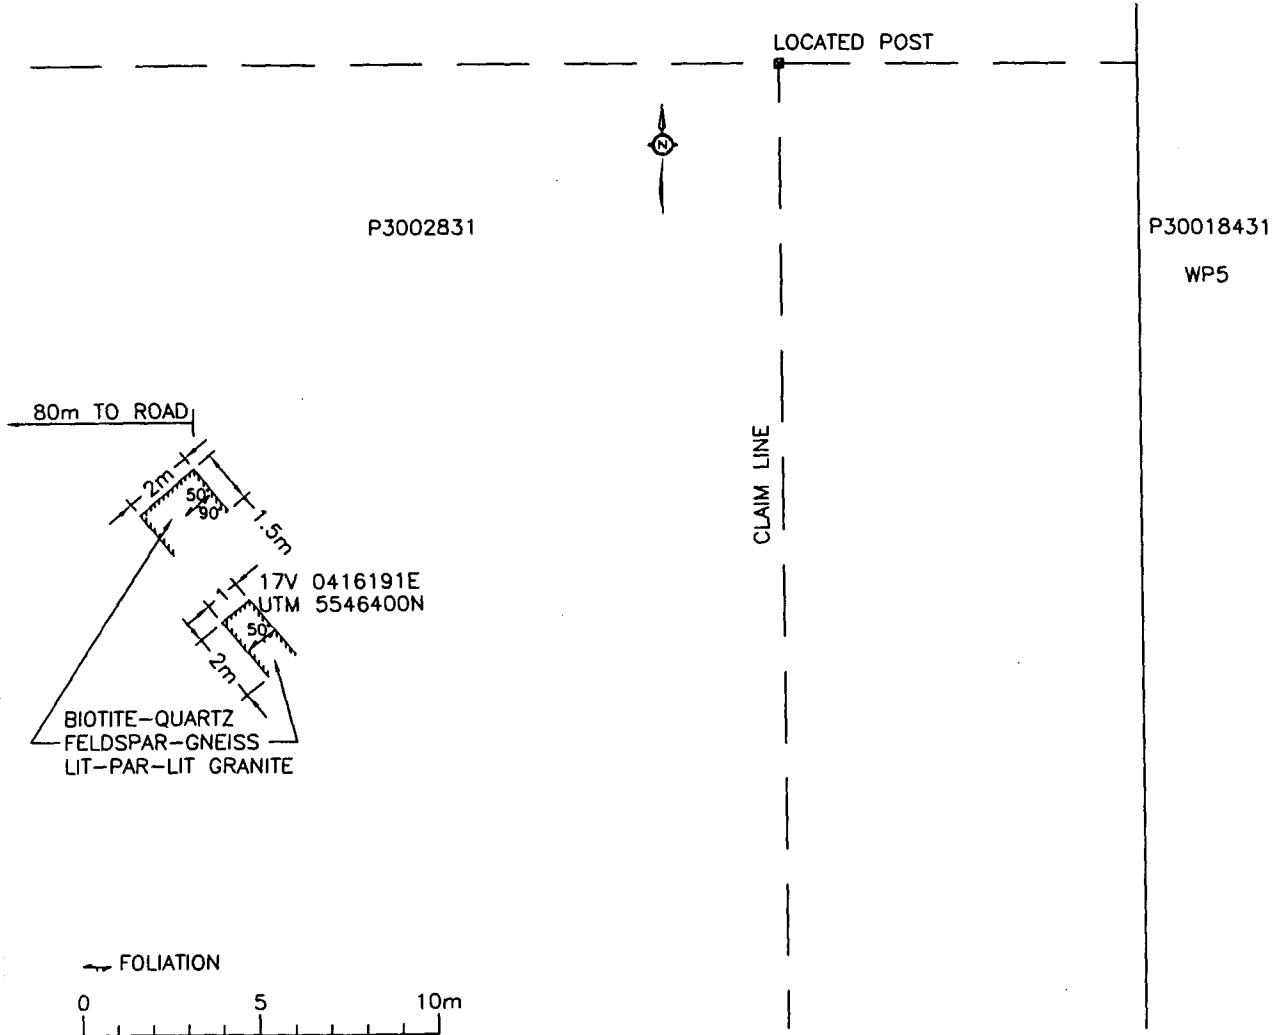 LOCATED POST
N
P3002831
P30018431
WP5
80m TO ROAD
2m
50°
90°
1.5m
CLAIM LINE
17V 0416191E
UTM 5546400N
1
50
2m
BIOTITE-QUARTZ
FELDSPAR-GNEISS
LIT-PAR-LIT GRANITE
FOLIATION
0 5 10m